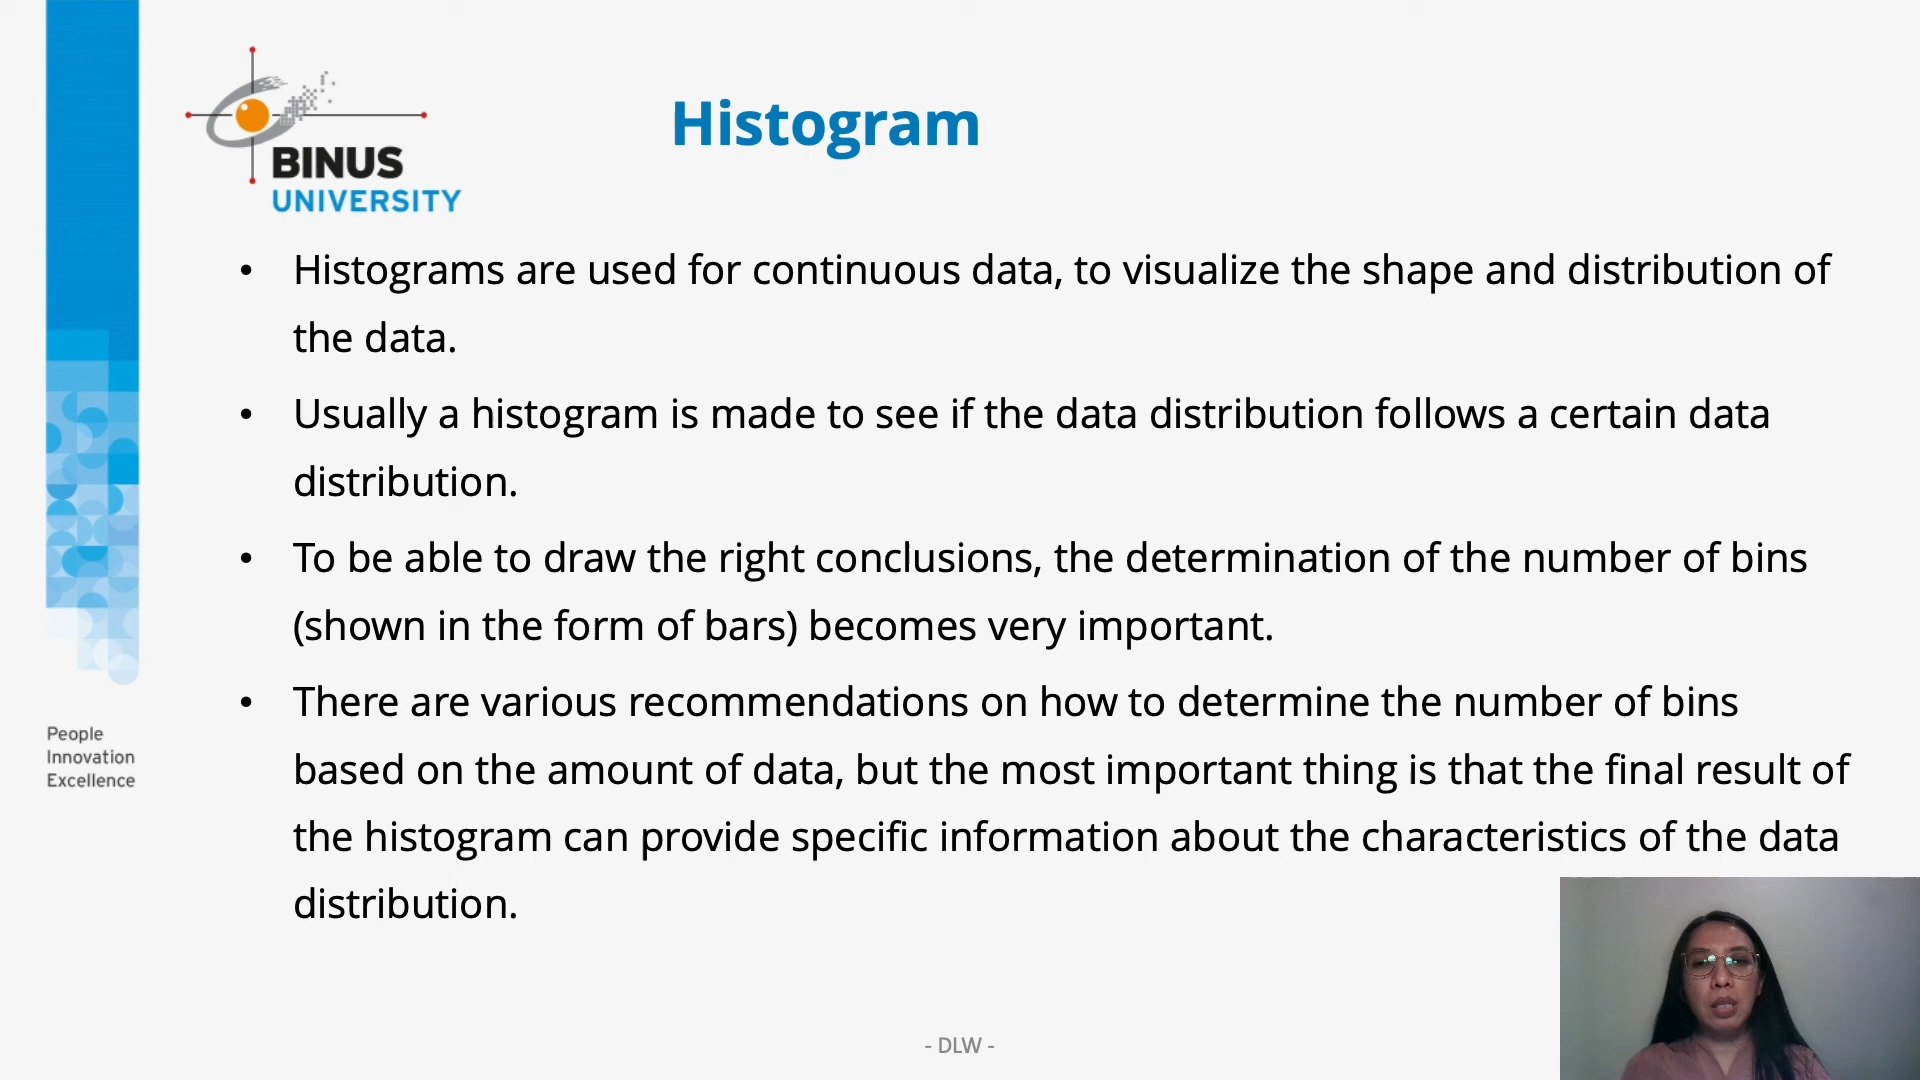 BINUS
UNIVERSITY
Histogram
• Histograms are used for continuous data, to visualize the shape and distribution of
the data.
• Usually a histogram is made to see if the data distribution follows a certain data
distribution.
• To be able to draw the right conclusions, the determination of the number of bins
(shown in the form of bars) becomes very important.
• There are various recommendations on how to determine the number of bins
based on the amount of data, but the most important thing is that the final result of
the histogram can provide specific information about the characteristics of the data
distribution.
People
Innovation
Excellence
- DLW -